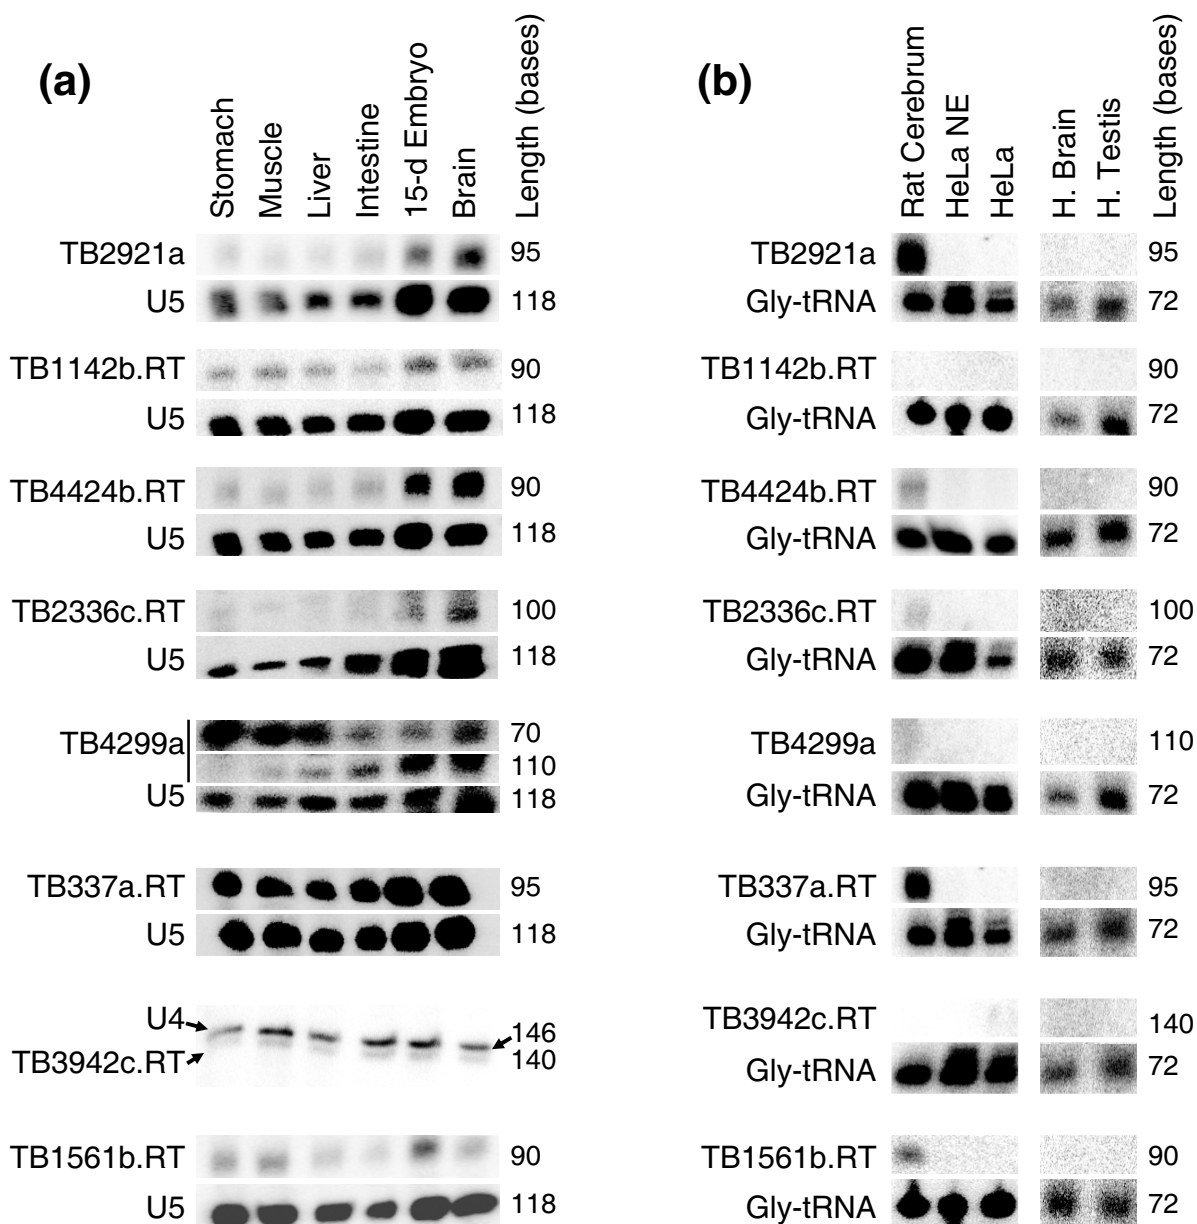 (a)
Stomach
Muscle
Liver
Intestine
15-d Embryo
Brain
Length (bases)
TB2921a 95
U5 118
TB1142b.RT 90
U5 118
TB4424b.RT 90
U5 118
TB2336c.RT 100
U5 118
TB4299a 70
110
U5 118
TB337a.RT 95
U5 118
U4 146
TB3942c.RT 140
TB1561b.RT 90
U5 118
(b)
Rat Cerebrum
HeLa NE
HeLa
H. Brain
H. Testis
Length (bases)
TB2921a 95
Gly-tRNA 72
TB1142b.RT 90
Gly-tRNA 72
TB4424b.RT 90
Gly-tRNA 72
TB2336c.RT 100
Gly-tRNA 72
TB4299a 110
Gly-tRNA 72
TB337a.RT 95
Gly-tRNA 72
TB3942c.RT 140
Gly-tRNA 72
TB1561b.RT 90
Gly-tRNA 72